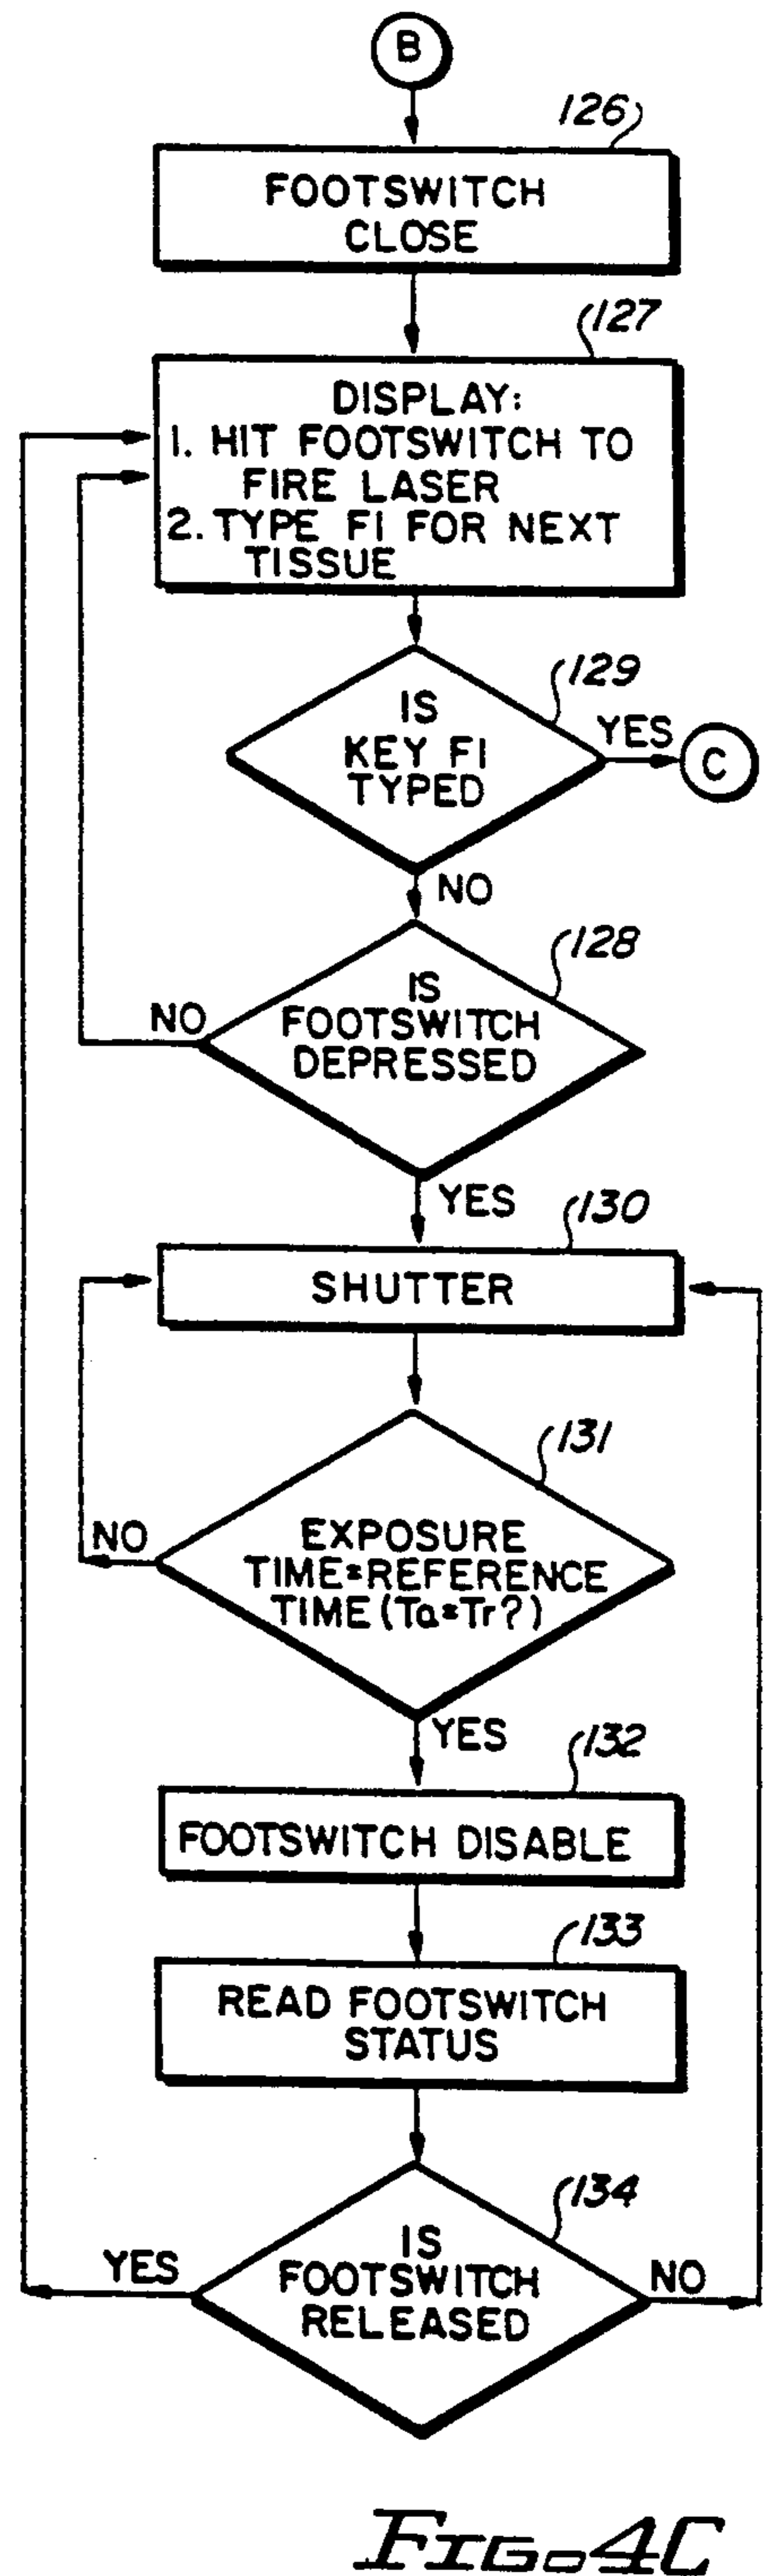 B
126
FOOTSWITCH
CLOSE
127
DISPLAY:
1. HIT FOOTSWITCH TO
FIRE LASER
2. TYPE F1 FOR NEXT
TISSUE
129
IS
KEY F1
TYPED
YES
C
NO
128
IS
FOOTSWITCH
DEPRESSED
NO
YES
130
SHUTTER
131
EXPOSURE
TIME=REFERENCE
TIME (Ta=Tr?)
NO
YES
132
FOOTSWITCH DISABLE
133
READ FOOTSWITCH
STATUS
134
IS
FOOTSWITCH
RELEASED
YES
NO
FIG. 4C